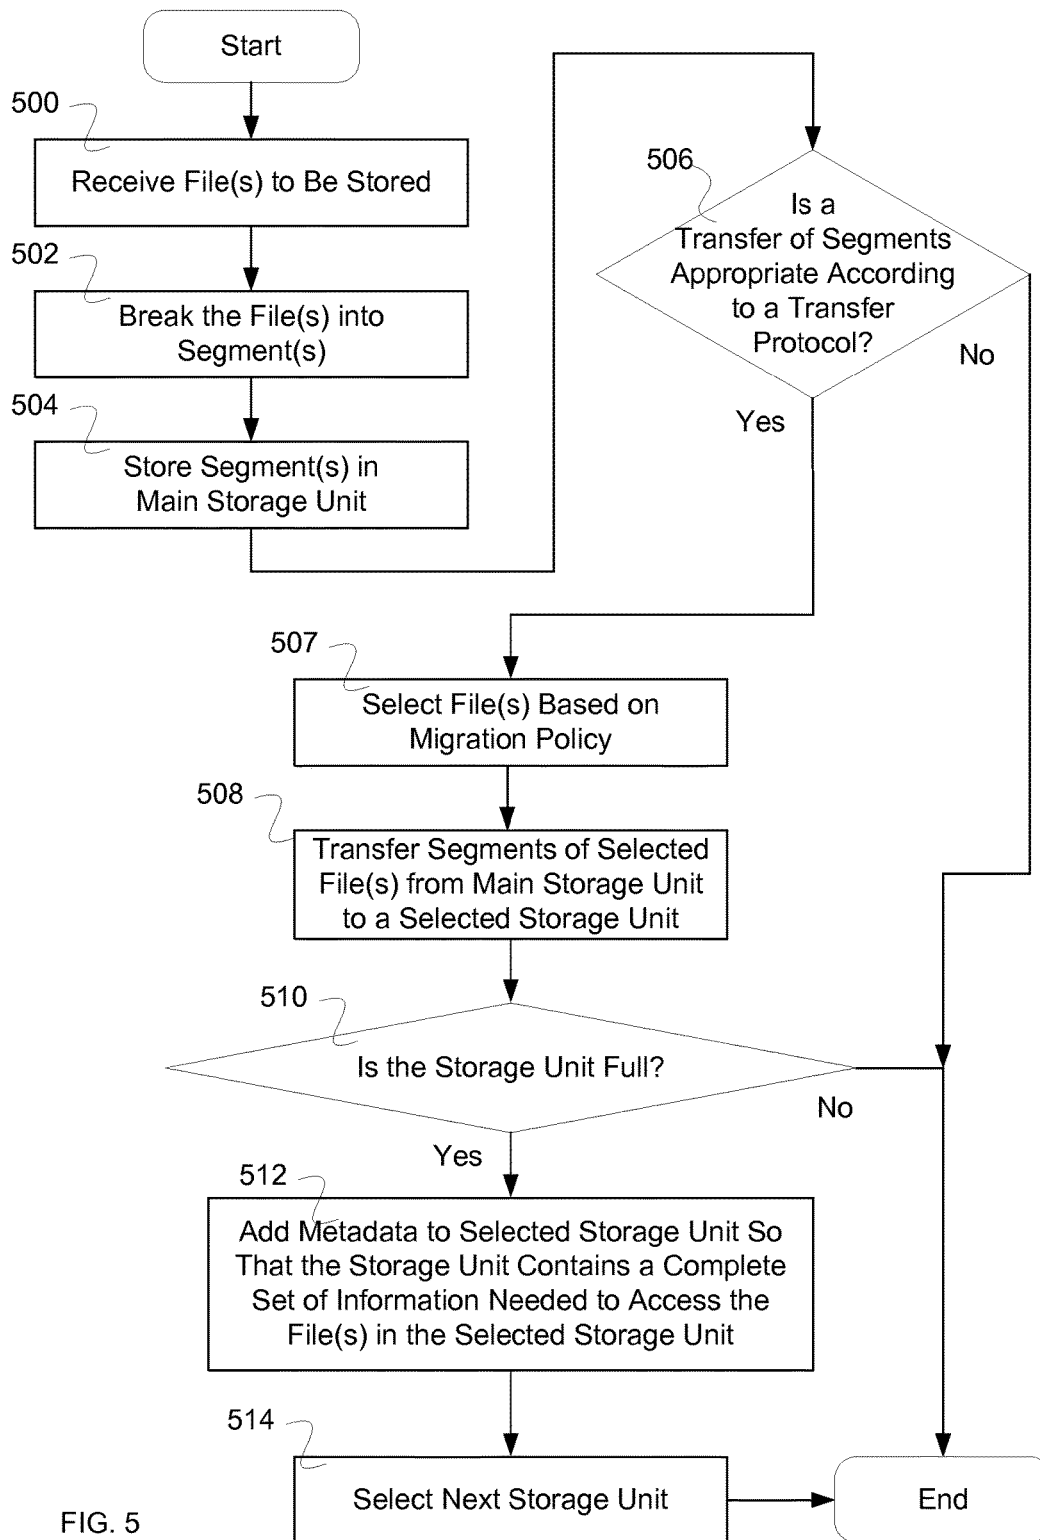 Start
500
Receive File(s) to Be Stored
502
Break the File(s) into
Segment(s)
504
Store Segment(s) in
Main Storage Unit
506
Is a
Transfer of Segments
Appropriate According
to a Transfer
Protocol?
No
Yes
507
Select File(s) Based on
Migration Policy
508
Transfer Segments of Selected
File(s) from Main Storage Unit
to a Selected Storage Unit
510
Is the Storage Unit Full?
No
Yes
512
Add Metadada to Selected Storage Unit So
That the Storage Unit Contains a Complete
Set of Information Needed to Access the
File(s) in the Selected Storage Unit
514
Select Next Storage Unit
End
FIG. 5